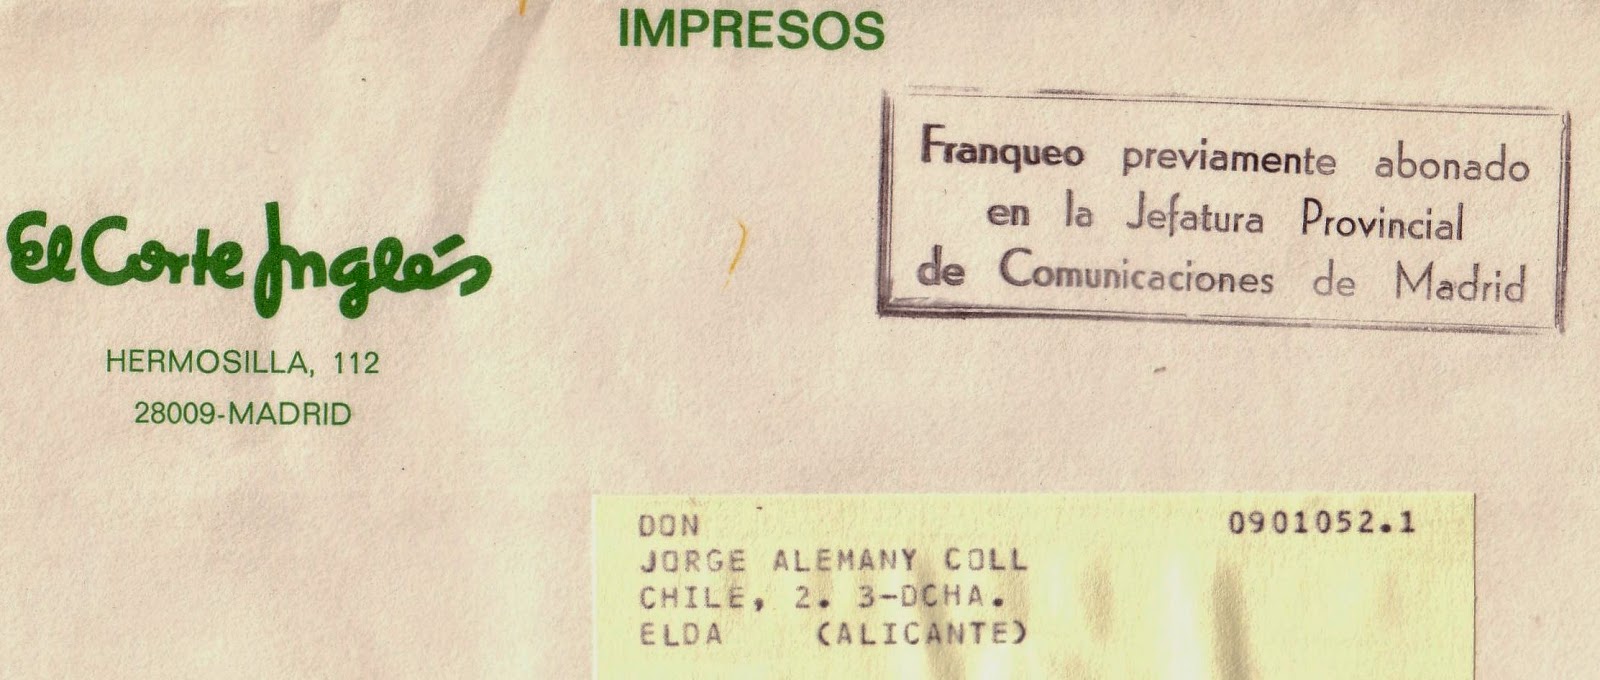 IMPRESOS
Franqueo previamente abonado
en la Jefatura Provincial
de Comunicaciones de Madrid
El Corte Inglés
HERMOSILLA, 112
28009-MADRID
DON 0901052.1
JORGE ALEMANY COLL
CHILE, 2. 3-DCHA.
ELDA (ALICANTE)